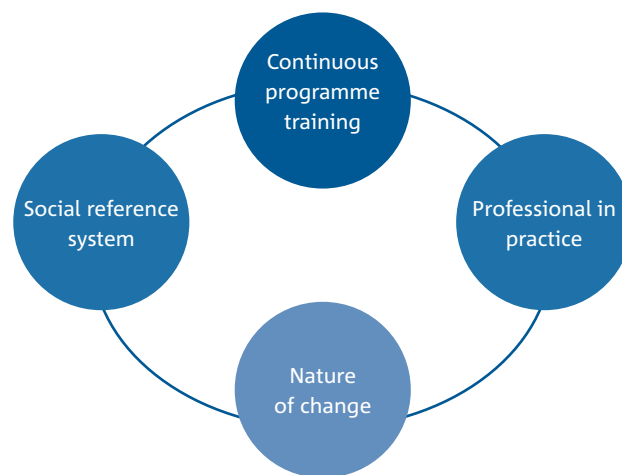 Continuous
programme
training
Social reference
system
Professional in
practice
Nature
of change